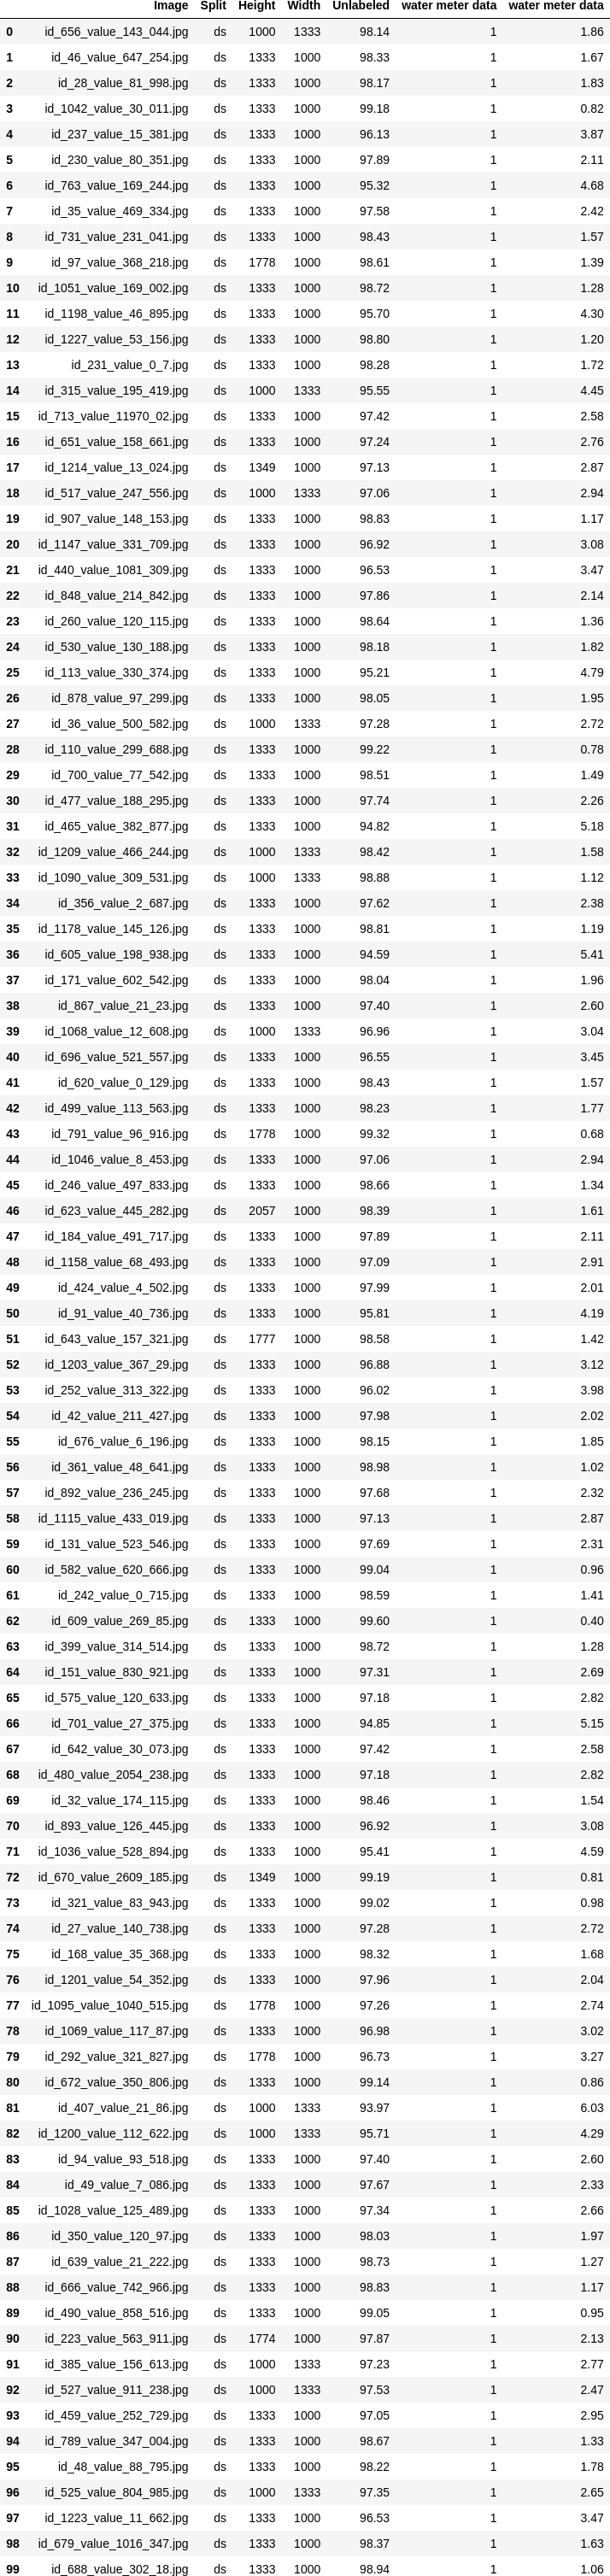 Image Split Height Width Unlabeled water meter data water meter data
0 id_656_value_143_044.jpg ds 1000 1333 98.14 1 1.86
1 id_46_value_647_254.jpg ds 1333 1000 98.33 1 1.67
2 id_28_value_81_998.jpg ds 1333 1000 98.17 1 1.83
3 id_1042_value_30_011.jpg ds 1333 1000 99.18 1 0.82
4 id_237_value_15_381.jpg ds 1333 1000 96.13 1 3.87
5 id_230_value_80_351.jpg ds 1333 1000 97.89 1 2.11
6 id_763_value_169_244.jpg ds 1333 1000 95.32 1 4.68
7 id_35_value_469_334.jpg ds 1333 1000 97.58 1 2.42
8 id_731_value_231_041.jpg ds 1333 1000 98.43 1 1.57
9 id_97_value_368_218.jpg ds 1778 1000 98.61 1 1.39
10 id_1051_value_169_002.jpg ds 1333 1000 98.72 1 1.28
11 id_1198_value_46_895.jpg ds 1333 1000 95.70 1 4.30
12 id_1227_value_53_156.jpg ds 1333 1000 98.80 1 1.20
13 id_231_value_0_7.jpg ds 1333 1000 98.28 1 1.72
14 id_315_value_195_419.jpg ds 1000 1333 95.55 1 4.45
15 id_713_value_11970_02.jpg ds 1333 1000 97.42 1 2.58
16 id_651_value_158_661.jpg ds 1333 1000 97.24 1 2.76
17 id_1214_value_13_024.jpg ds 1349 1000 97.13 1 2.87
18 id_517_value_247_556.jpg ds 1000 1333 97.06 1 2.94
19 id_907_value_148_153.jpg ds 1333 1000 98.83 1 1.17
20 id_1147_value_331_709.jpg ds 1333 1000 96.92 1 3.08
21 id_440_value_1081_309.jpg ds 1333 1000 96.53 1 3.47
22 id_848_value_214_842.jpg ds 1333 1000 97.86 1 2.14
23 id_260_value_120_115.jpg ds 1333 1000 98.64 1 1.36
24 id_530_value_130_188.jpg ds 1333 1000 98.18 1 1.82
25 id_113_value_330_374.jpg ds 1333 1000 95.21 1 4.79
26 id_878_value_97_299.jpg ds 1333 1000 98.05 1 1.95
27 id_36_value_500_582.jpg ds 1000 1333 97.28 1 2.72
28 id_110_value_299_688.jpg ds 1333 1000 99.22 1 0.78
29 id_700_value_77_542.jpg ds 1333 1000 98.51 1 1.49
30 id_477_value_188_295.jpg ds 1333 1000 97.74 1 2.26
31 id_465_value_382_877.jpg ds 1333 1000 94.82 1 5.18
32 id_1209_value_466_244.jpg ds 1000 1333 98.42 1 1.58
33 id_1090_value_309_531.jpg ds 1000 1333 98.88 1 1.12
34 id_356_value_2_687.jpg ds 1333 1000 97.62 1 2.38
35 id_1178_value_145_126.jpg ds 1333 1000 98.81 1 1.19
36 id_605_value_198_938.jpg ds 1333 1000 94.59 1 5.41
37 id_171_value_602_542.jpg ds 1333 1000 98.04 1 1.96
38 id_867_value_21_23.jpg ds 1333 1000 97.40 1 2.60
39 id_1068_value_12_608.jpg ds 1000 1333 96.96 1 3.04
40 id_696_value_521_557.jpg ds 1333 1000 96.55 1 3.45
41 id_620_value_0_129.jpg ds 1333 1000 98.43 1 1.57
42 id_499_value_113_563.jpg ds 1333 1000 98.23 1 1.77
43 id_791_value_96_916.jpg ds 1778 1000 99.32 1 0.68
44 id_1046_value_8_453.jpg ds 1333 1000 97.06 1 2.94
45 id_246_value_497_833.jpg ds 1333 1000 98.66 1 1.34
46 id_623_value_445_282.jpg ds 2057 1000 98.39 1 1.61
47 id_184_value_491_717.jpg ds 1333 1000 97.89 1 2.11
48 id_1158_value_68_493.jpg ds 1333 1000 97.09 1 2.91
49 id_424_value_4_502.jpg ds 1333 1000 97.99 1 2.01
50 id_91_value_40_736.jpg ds 1333 1000 95.81 1 4.19
51 id_643_value_157_321.jpg ds 1777 1000 98.58 1 1.42
52 id_1203_value_367_29.jpg ds 1333 1000 96.88 1 3.12
53 id_252_value_313_322.jpg ds 1333 1000 96.02 1 3.98
54 id_42_value_211_427.jpg ds 1333 1000 97.98 1 2.02
55 id_676_value_6_196.jpg ds 1333 1000 98.15 1 1.85
56 id_361_value_48_641.jpg ds 1333 1000 98.98 1 1.02
57 id_892_value_236_245.jpg ds 1333 1000 97.68 1 2.32
58 id_1115_value_433_019.jpg ds 1333 1000 97.13 1 2.87
59 id_131_value_523_546.jpg ds 1333 1000 97.69 1 2.31
60 id_582_value_620_666.jpg ds 1333 1000 99.04 1 0.96
61 id_242_value_0_715.jpg ds 1333 1000 98.59 1 1.41
62 id_609_value_269_85.jpg ds 1333 1000 99.60 1 0.40
63 id_399_value_314_514.jpg ds 1333 1000 98.72 1 1.28
64 id_151_value_830_921.jpg ds 1333 1000 97.31 1 2.69
65 id_575_value_120_633.jpg ds 1333 1000 97.18 1 2.82
66 id_701_value_27_375.jpg ds 1333 1000 94.85 1 5.15
67 id_642_value_30_073.jpg ds 1333 1000 97.42 1 2.58
68 id_480_value_2054_238.jpg ds 1333 1000 97.18 1 2.82
69 id_32_value_174_115.jpg ds 1333 1000 98.46 1 1.54
70 id_893_value_126_445.jpg ds 1333 1000 96.92 1 3.08
71 id_1036_value_528_894.jpg ds 1333 1000 95.41 1 4.59
72 id_670_value_2609_185.jpg ds 1349 1000 99.19 1 0.81
73 id_321_value_83_943.jpg ds 1333 1000 99.02 1 0.98
74 id_27_value_140_738.jpg ds 1333 1000 97.28 1 2.72
75 id_168_value_35_368.jpg ds 1333 1000 98.32 1 1.68
76 id_1201_value_54_352.jpg ds 1333 1000 97.96 1 2.04
77 id_1095_value_1040_515.jpg ds 1778 1000 97.26 1 2.74
78 id_1069_value_117_87.jpg ds 1333 1000 96.98 1 3.02
79 id_292_value_321_827.jpg ds 1778 1000 96.73 1 3.27
80 id_672_value_350_806.jpg ds 1333 1000 99.14 1 0.86
81 id_407_value_21_86.jpg ds 1000 1333 93.97 1 6.03
82 id_1200_value_112_622.jpg ds 1000 1333 95.71 1 4.29
83 id_94_value_93_518.jpg ds 1333 1000 97.40 1 2.60
84 id_49_value_7_086.jpg ds 1333 1000 97.67 1 2.33
85 id_1028_value_125_489.jpg ds 1333 1000 97.34 1 2.66
86 id_350_value_120_97.jpg ds 1333 1000 98.03 1 1.97
87 id_639_value_21_222.jpg ds 1333 1000 98.73 1 1.27
88 id_666_value_742_966.jpg ds 1333 1000 98.83 1 1.17
89 id_490_value_858_516.jpg ds 1333 1000 99.05 1 0.95
90 id_223_value_563_911.jpg ds 1774 1000 97.87 1 2.13
91 id_385_value_156_613.jpg ds 1000 1333 97.23 1 2.77
92 id_527_value_911_238.jpg ds 1000 1333 97.53 1 2.47
93 id_459_value_252_729.jpg ds 1333 1000 97.05 1 2.95
94 id_789_value_347_004.jpg ds 1333 1000 98.67 1 1.33
95 id_48_value_88_795.jpg ds 1333 1000 98.22 1 1.78
96 id_525_value_804_985.jpg ds 1000 1333 97.35 1 2.65
97 id_1223_value_11_662.jpg ds 1333 1000 96.53 1 3.47
98 id_679_value_1016_347.jpg ds 1333 1000 98.37 1 1.63
99 id_688_value_302_18.jpg ds 1333 1000 98.94 1 1.06